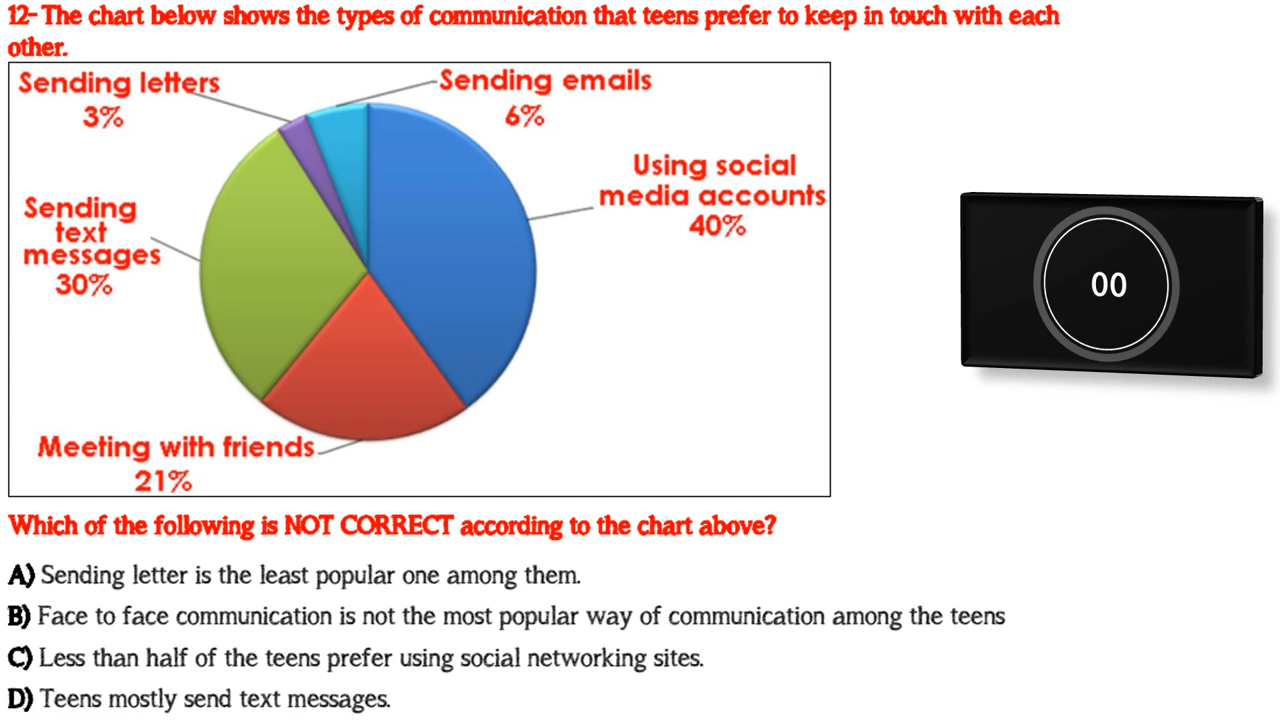 12- The chart below shows the types of communication that teens prefer to keep in touch with each
other.
Sending letters
3%
Sending emails
6%
Using social
media accounts
40%
Sending
text
messages
30%
Meeting with friends
21%
00
Which of the following is NOT CORRECT according to the chart above?
A) Sending letter is the least popular one among them.
B) Face to face communication is not the most popular way of communication among the teens
C) Less than half of the teens prefer using social networking sites.
D) Teens mostly send text messages.